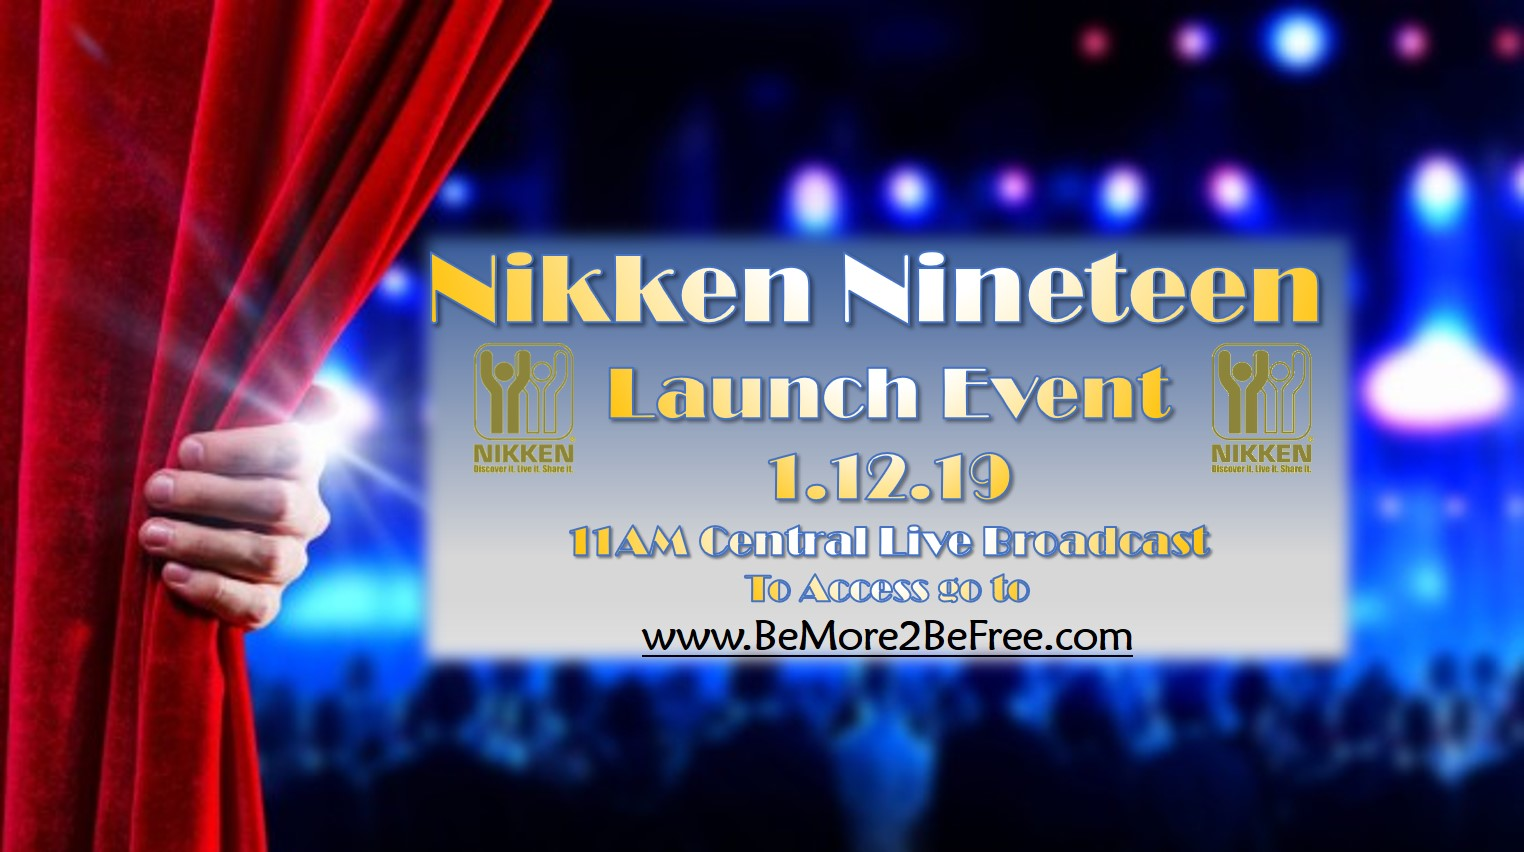 Nikken Nineteen
Launch Event
NIKKEN
Discover it. Live it. Share it.
NIKKEN
Discover it. Live it. Share it.
1.12.19
11AM Central Live Broadcast
To Access go to
www.BeMore2BeFree.com